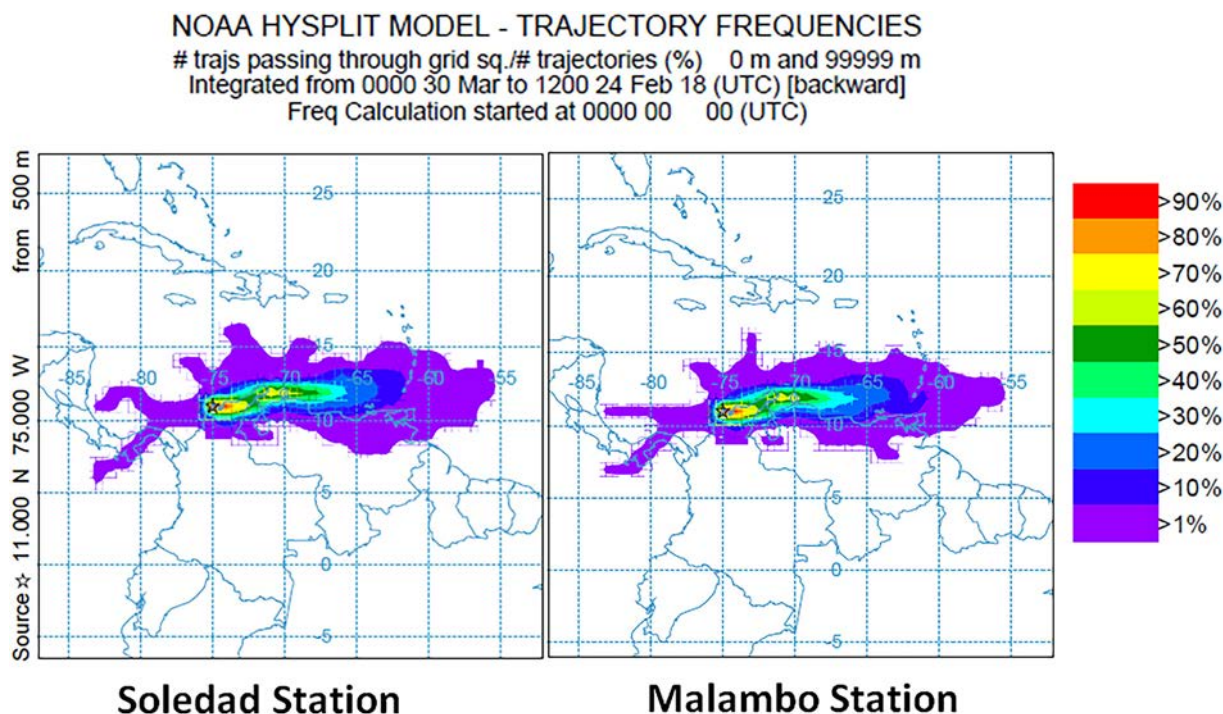 NOAA HYSPLIT MODEL - TRAJECTORY FREQUENCIES
# trajs passing through grid sq./# trajectories (%) 0 m and 99999 m
Integrated from 0000 30 Mar to 1200 24 Feb 18 (UTC) [backward]
Freq Calculation started at 0000 00 00 (UTC)
Source ☆ 11.000 N 75.000 W from 500 m
25
20
15
-85 -80 -75 -70 -65 -60 -55
10
5
0
-5
Soledad Station
25
20
15
-85 -80 -75 -70 -65 -60 -55
10
5
0
-5
Malambo Station
>90%
>80%
>70%
>60%
>50%
>40%
>30%
>20%
>10%
>1%